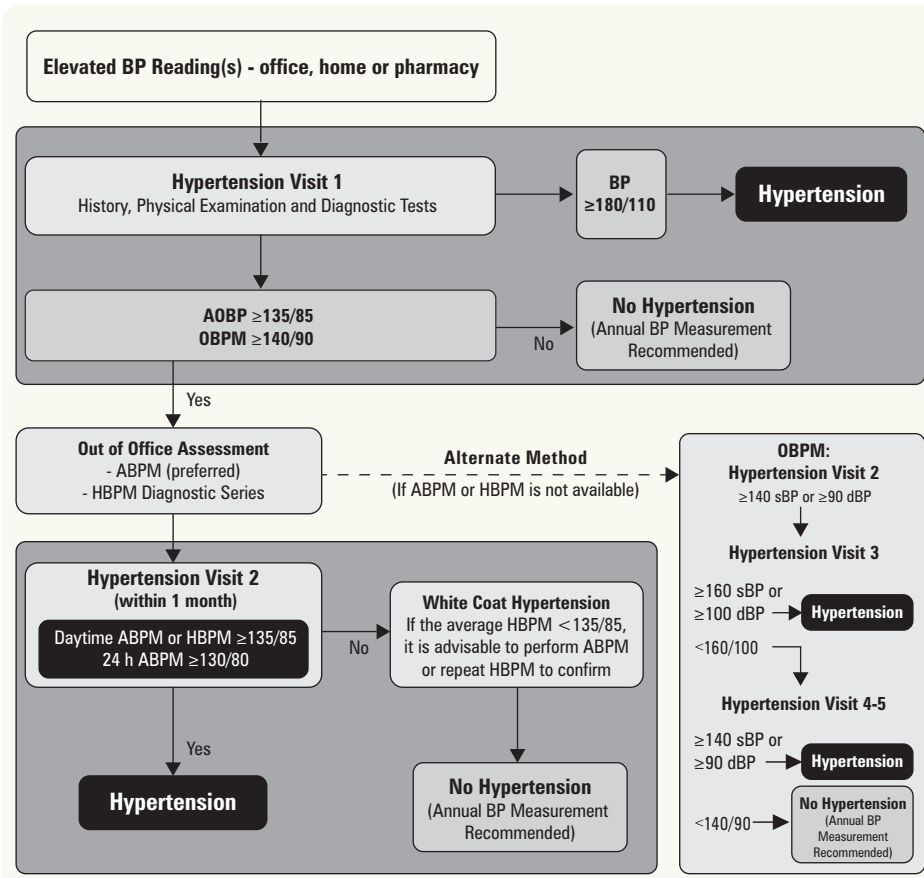 Elevated BP Reading(s) - office, home or pharmacy
Hypertension Visit 1
History, Physical Examination and Diagnostic Tests
BP
≥180/110
Hypertension
AOBP ≥135/85
OBPM ≥140/90
No
No Hypertension
(Annual BP Measurement
Recommended)
Yes
Out of Office Assessment
- ABPM (preferred)
- HBPM Diagnostic Series
Alternate Method
(If ABPM or HBPM is not available)
OBPM:
Hypertension Visit 2
≥140 sBP or ≥90 dBP
Hypertension Visit 3
≥160 sBP or
≥100 dBP
Hypertension
<160/100
Hypertension Visit 4-5
≥140 sBP or
≥90 dBP
Hypertension
<140/90
No Hypertension
(Annual BP
Measurement
Recommended)
Hypertension Visit 2
(within 1 month)
Daytime ABPM or HBPM ≥135/85
24 h ABPM ≥130/80
No
White Coat Hypertension
If the average HBPM <135/85,
it is advisable to perform ABPM
or repeat HBPM to confirm
Yes
Hypertension
No Hypertension
(Annual BP Measurement
Recommended)